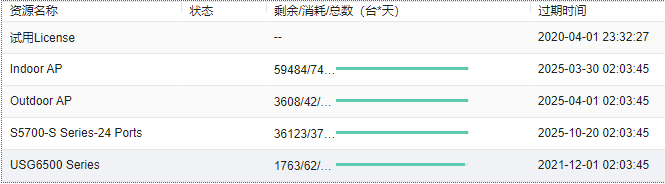 资源名称 状态 剩余/消耗/总数（台*天） 过期时间
试用License -- 2020-04-01 23:32:27
Indoor AP 59484/74... 2025-03-30 02:03:45
Outdoor AP 3608/42/... 2025-04-01 02:03:45
S5700-S Series-24 Ports 36123/37... 2025-10-20 02:03:45
USG6500 Series 1763/62/... 2021-12-01 02:03:45